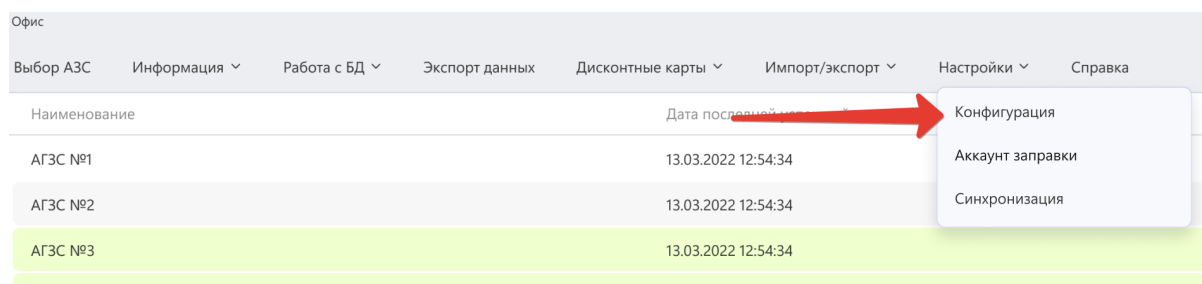 Офис
Выбор АЗС Информация Работа с БД Экспорт данных Дисконтные карты Импорт/экспорт Настройки Справка
Наименование Дата Конфигурация
АГЗС №1 13.03.2022 12:54:34 Аккаунт заправки
АГЗС №2 13.03.2022 12:54:34 Синхронизация
АГЗС №3 13.03.2022 12:54:34